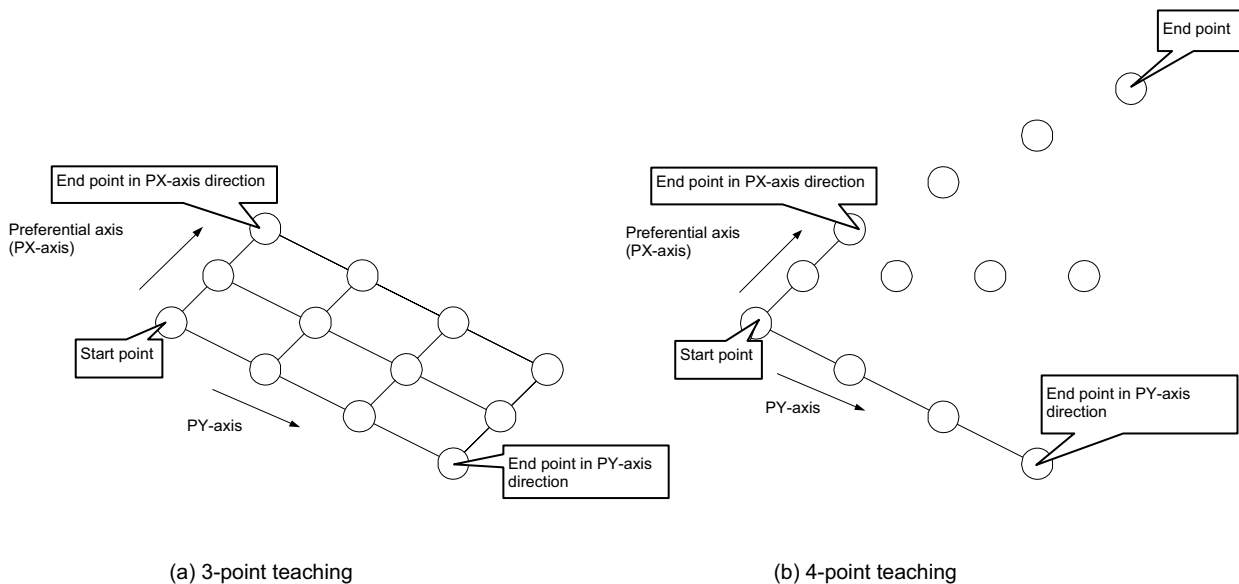 End point in PX-axis direction
Preferential axis
(PX-axis)
Start point
PY-axis
End point in PY-axis
direction
(a) 3-point teaching
End point
End point in PX-axis direction
Preferential axis
(PX-axis)
Start point
PY-axis
End point in PY-axis
direction
(b) 4-point teaching